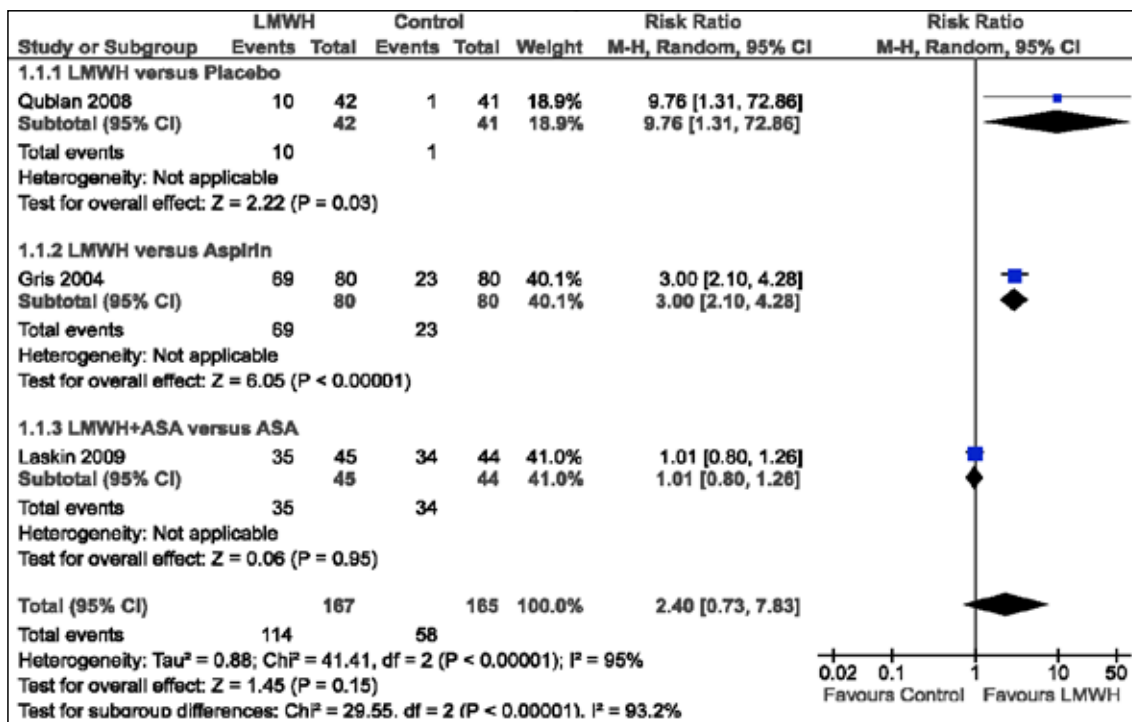 LMWH Control Risk Ratio Risk Ratio
Study or Subgroup Events Total Events Total Weight M-H, Random, 95% CI M-H, Random, 95% CI
1.1.1 LMWH versus Placebo
Qublan 2008 10 42 1 41 18.9% 9.76 [1.31, 72.86]
Subtotal (95% CI) 42 41 18.9% 9.76 [1.31, 72.86]
Total events 10 1
Heterogeneity: Not applicable
Test for overall effect: Z = 2.22 (P = 0.03)
1.1.2 LMWH versus Aspirin
Gris 2004 69 80 23 80 40.1% 3.00 [2.10, 4.28]
Subtotal (95% CI) 80 80 40.1% 3.00 [2.10, 4.28]
Total events 69 23
Heterogeneity: Not applicable
Test for overall effect: Z = 6.05 (P < 0.00001)
1.1.3 LMWH+ASA versus ASA
Laskin 2009 35 45 34 44 41.0% 1.01 [0.80, 1.26]
Subtotal (95% CI) 45 44 41.0% 1.01 [0.80, 1.26]
Total events 35 34
Heterogeneity: Not applicable
Test for overall effect: Z = 0.06 (P = 0.95)
Total (95% CI) 167 165 100.0% 2.40 [0.73, 7.83]
Total events 114 58
Heterogeneity: Tau² = 0.88; Chi² = 41.41, df = 2 (P < 0.00001); I² = 95%
Test for overall effect: Z = 1.45 (P = 0.15)
Test for subgroup differences: Chi² = 29.55. df = 2 (P < 0.00001). I² = 93.2%
0.02 0.1 1 10 50
Favours Control Favours LMWH